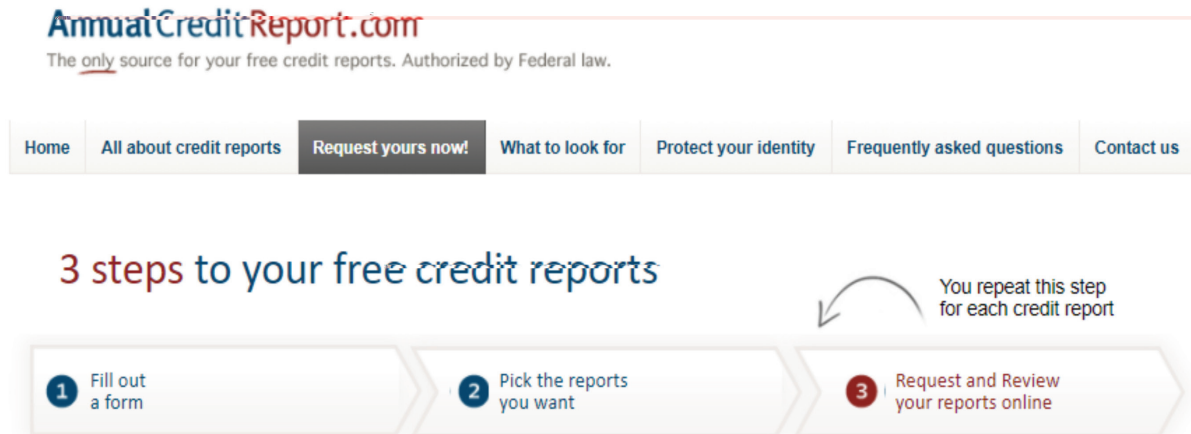 AnnualCreditReport.com
The only source for your free credit reports. Authorized by Federal law.
Home All about credit reports Request yours now! What to look for Protect your identity Frequently asked questions Contact us
3 steps to your free credit reports
You repeat this step
for each credit report
1 Fill out
a form
2 Pick the reports
you want
3 Request and Review
your reports online